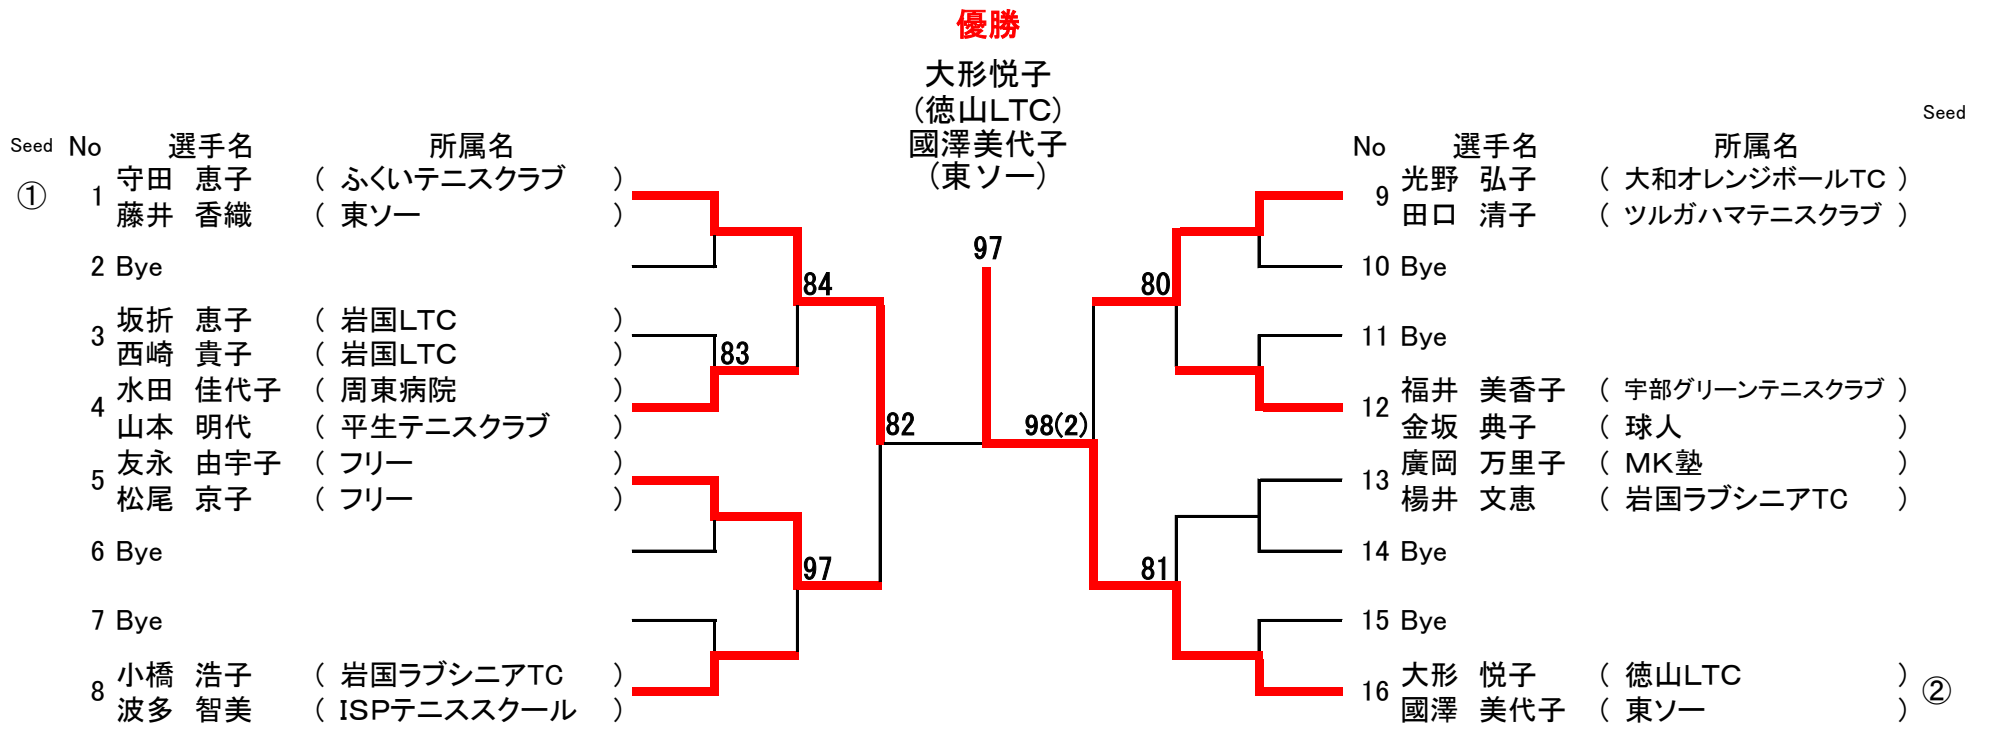 優勝
大形悦子
(徳山LTC)
國澤美代子
(東ソー)
Seed No 選手名 所属名
① 1 守田 恵子 ( ふくいテニスクラブ )
藤井 香織 ( 東ソー )
2 Bye
3 坂折 恵子 ( 岩国LTC )
西崎 貴子 ( 岩国LTC )
4 水田 佳代子 ( 周東病院 )
山本 明代 ( 平生テニスクラブ )
5 友永 由宇子 ( フリー )
松尾 京子 ( フリー )
6 Bye
7 Bye
8 小橋 浩子 ( 岩国ラブシニアTC )
波多 智美 ( ISPテニススクール )
84
83
82
97
97
98(2)
80
81
Seed
No 選手名 所属名
9 光野 弘子 ( 大和オレンジボールTC )
田口 清子 ( ツルガハマテニスクラブ )
10 Bye
11 Bye
12 福井 美香子 ( 宇部グリーンテニスクラブ )
金坂 典子 ( 球人 )
13 廣岡 万里子 ( MK塾 )
楊井 文恵 ( 岩国ラブシニアTC )
14 Bye
15 Bye
16 大形 悦子 ( 徳山LTC )
國澤 美代子 ( 東ソー )
②